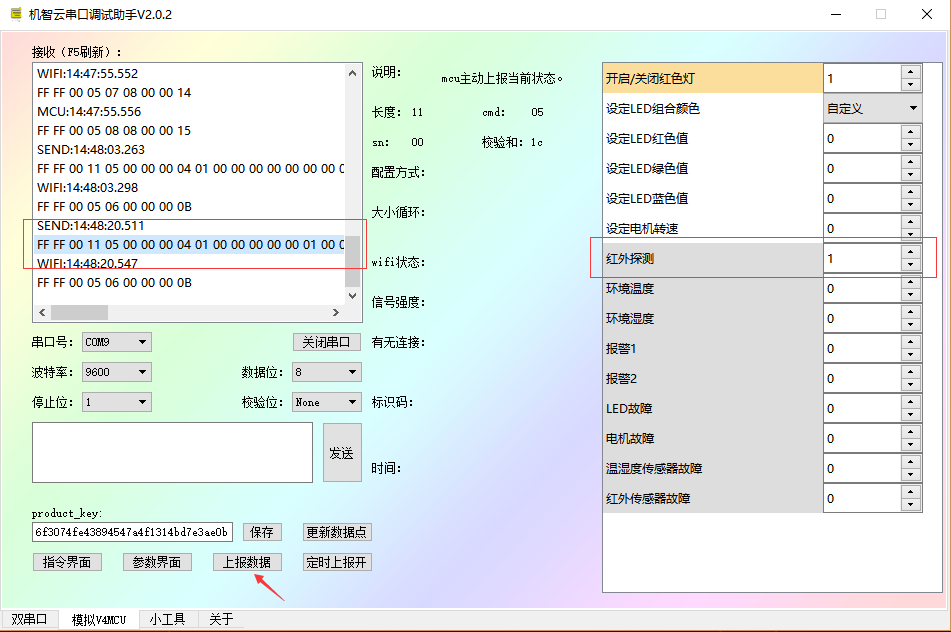 机智云串口调试助手V2.0.2
接收（F5刷新）:
WIFI:14:47:55.552
FF FF 00 05 07 08 00 00 14
MCU:14:47:55.556
FF FF 00 05 08 08 00 00 15
SEND:14:48:03.263
FF FF 00 11 05 00 00 00 04 01 00 00 00 00 00 00 0
WIFI:14:48:03.298
FF FF 00 05 06 00 00 00 0B
SEND:14:48:20.511
FF FF 00 11 05 00 00 00 04 01 00 00 00 00 00 01 00 0
WIFI:14:48:20.547
FF FF 00 05 06 00 00 00 0B
说明: mcu主动上报当前状态。
长度: 11 cmd: 05
sn: 00 校验和: 1c
配置方式:
大小循环:
wifi状态:
信号强度:
有无连接:
标识码:
时间:
串口号: COM9 关闭串口
波特率: 9600 数据位: 8
停止位: 1 校验位: None
发送
product_key:
6f3074fe43894547a4f1314bd7e3ae0b 保存 更新数据点
指令界面 参数界面 上报数据 定时上报开
开启/关闭红色灯 1
设定LED组合颜色 自定义
设定LED红色值 0
设定LED绿色值 0
设定LED蓝色值 0
设定电机转速 0
红外探测 1
环境温度 0
环境湿度 0
报警1 0
报警2 0
LED故障 0
电机故障 0
温湿度传感器故障 0
红外传感器故障 0
双串口 模拟V4MCU 小工具 关于